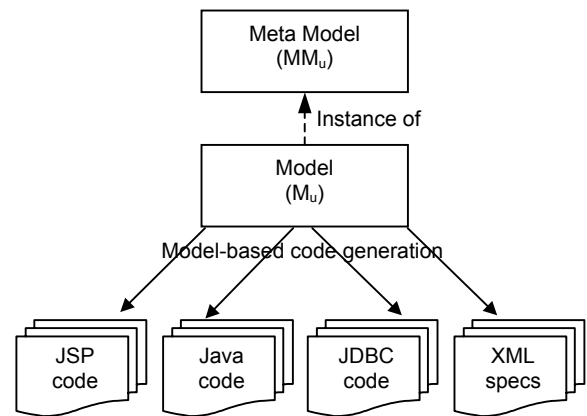 Meta Model
(MMu)
Instance of
Model
(Mu)
Model-based code generation
JSP
code
Java
code
JDBC
code
XML
specs